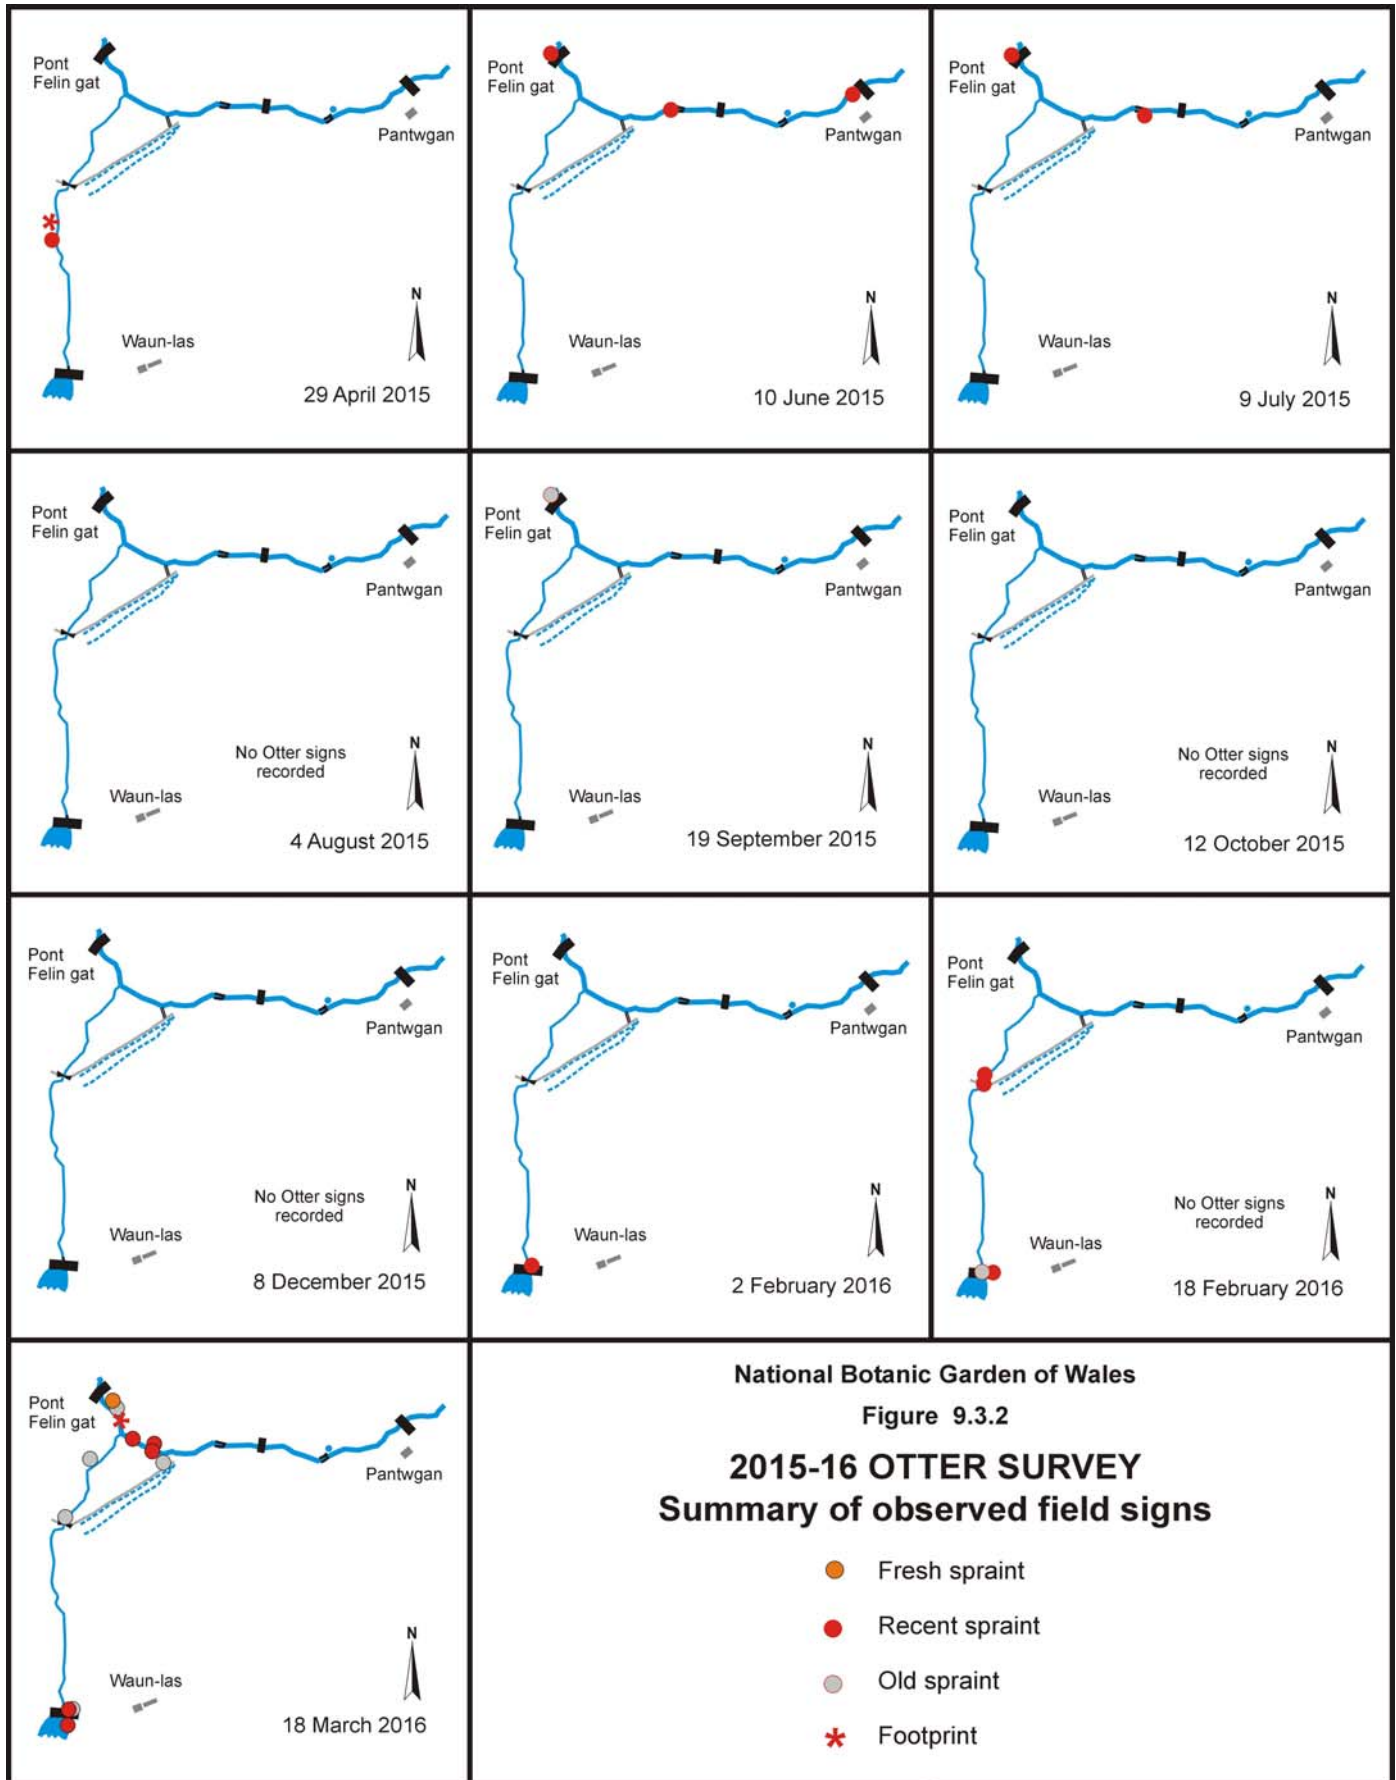 Pont
Felin gat
Pantwgan
N
Waun-las
29 April 2015
Pont
Felin gat
Pantwgan
N
Waun-las
10 June 2015
Pont
Felin gat
Pantwgan
N
Waun-las
9 July 2015
Pont
Felin gat
Pantwgan
No Otter signs
recorded
N
Waun-las
4 August 2015
Pont
Felin gat
Pantwgan
N
Waun-las
19 September 2015
Pont
Felin gat
Pantwgan
No Otter signs
recorded
N
Waun-las
12 October 2015
Pont
Felin gat
Pantwgan
No Otter signs
recorded
N
Waun-las
8 December 2015
Pont
Felin gat
Pantwgan
N
Waun-las
2 February 2016
Pont
Felin gat
Pantwgan
No Otter signs
recorded
N
Waun-las
18 February 2016
Pont
Felin gat
Pantwgan
N
Waun-las
18 March 2016
National Botanic Garden of Wales
Figure 9.3.2
2015-16 OTTER SURVEY
Summary of observed field signs
Fresh spraint
Recent spraint
Old spraint
Footprint